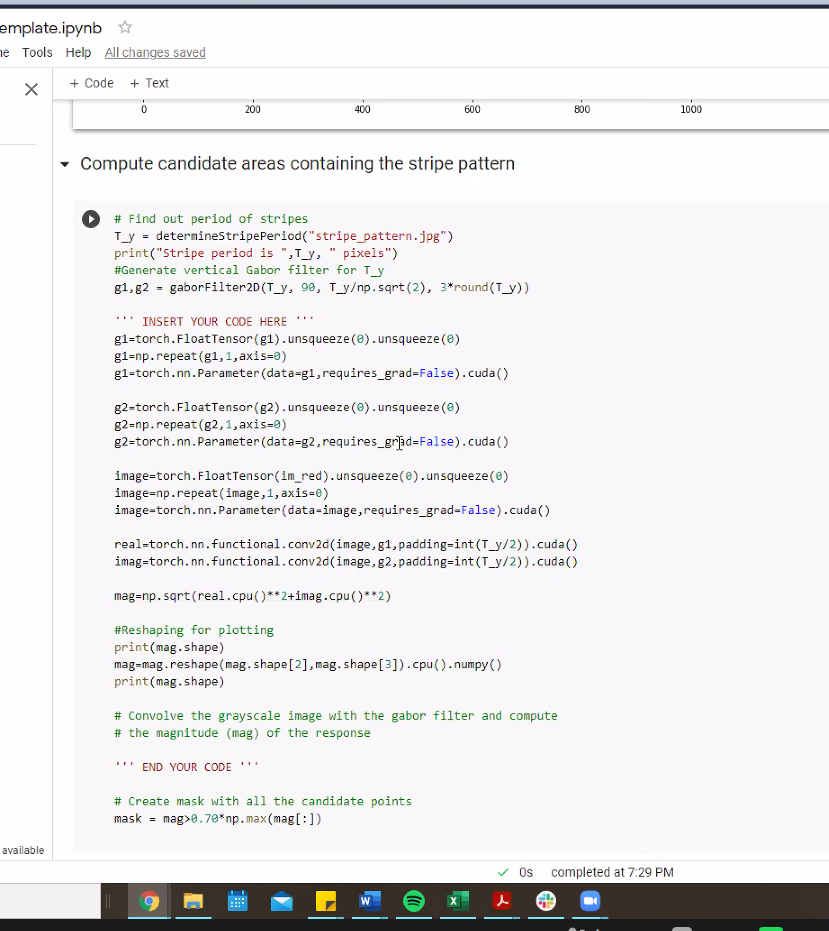 emplate.ipynb
ne Tools Help All changes saved
+ Code + Text
0 200 400 600 800 1000
Compute candidate areas containing the stripe pattern
# Find out period of stripes
T_y = determineStripePeriod("stripe_pattern.jpg")
print("Stripe period is ",T_y, " pixels")
#Generate vertical Gabor filter for T_y
g1,g2 = gaborFilter2D(T_y, 90, T_y/np.sqrt(2), 3*round(T_y))
''' INSERT YOUR CODE HERE '''
g1=torch.FloatTensor(g1).unsqueeze(0).unsqueeze(0)
g1=np.repeat(g1,1,axis=0)
g1=torch.nn.Parameter(data=g1,requires_grad=False).cuda()
g2=torch.FloatTensor(g2).unsqueeze(0).unsqueeze(0)
g2=np.repeat(g2,1,axis=0)
g2=torch.nn.Parameter(data=g2,requires_grad=False).cuda()
image=torch.FloatTensor(im_red).unsqueeze(0).unsqueeze(0)
image=np.repeat(image,1,axis=0)
image=torch.nn.Parameter(data=image,requires_grad=False).cuda()
real=torch.nn.functional.conv2d(image,g1,padding=int(T_y/2)).cuda()
imag=torch.nn.functional.conv2d(image,g2,padding=int(T_y/2)).cuda()
mag=np.sqrt(real.cpu()**2+imag.cpu()**2)
#Reshaping for plotting
print(mag.shape)
mag=mag.reshape(mag.shape[2],mag.shape[3]).cpu().numpy()
print(mag.shape)
# Convolve the grayscale image with the gabor filter and compute
# the magnitude (mag) of the response
''' END YOUR CODE '''
# Create mask with all the candidate points
mask = mag>0.70*np.max(mag[:])
available
0s completed at 7:29 PM